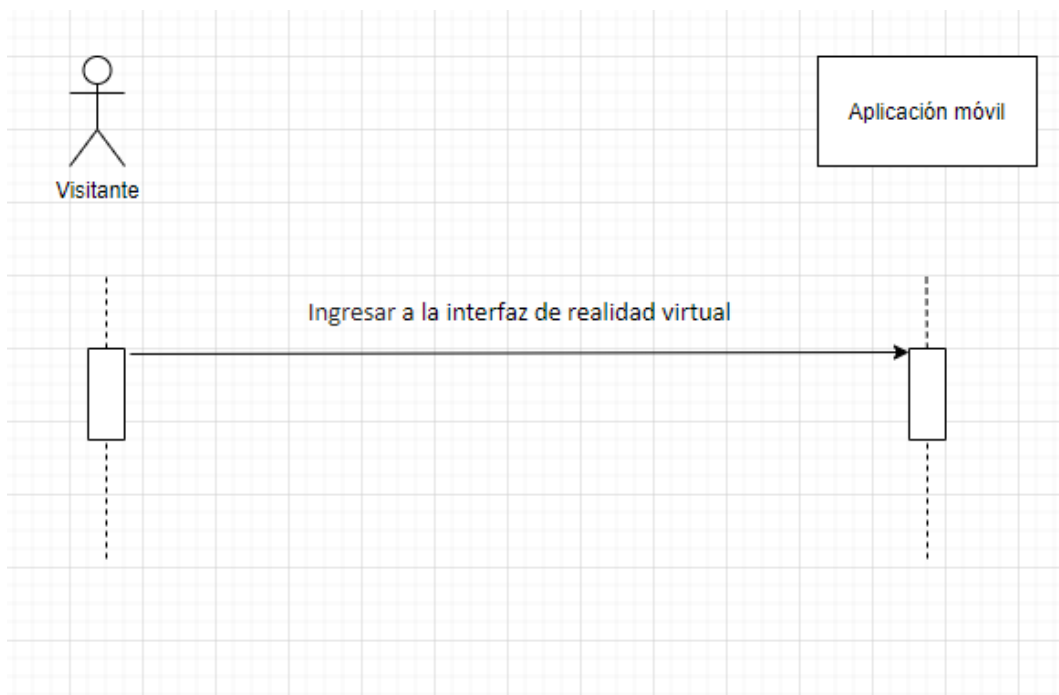 Aplicación móvil
Visitante
Ingresar a la interfaz de realidad virtual